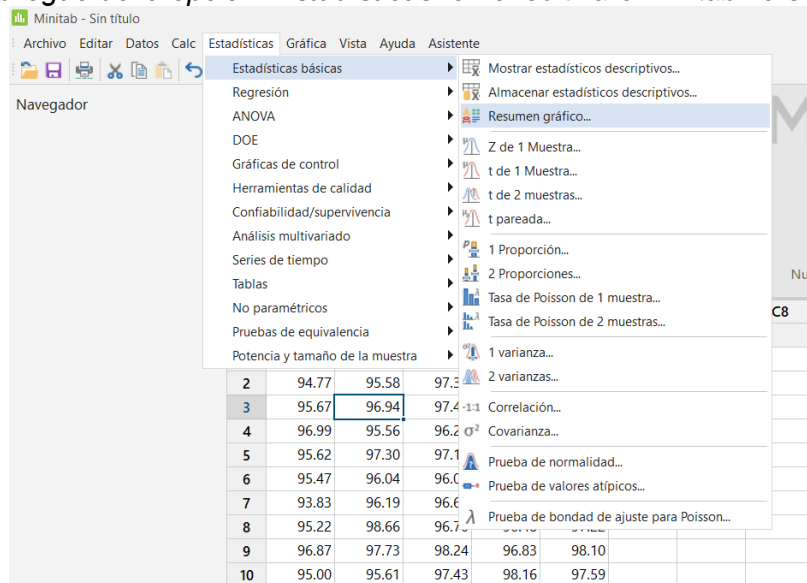 Minitab - Sin título
Archivo Editar Datos Calc Estadísticas Gráfica Vista Ayuda Asistente
Navegador
Estadísticas básicas
Regresión
ANOVA
DOE
Gráficas de control
Herramientas de calidad
Confiabilidad/supervivencia
Análisis multivariado
Series de tiempo
Tablas
No paramétricos
Pruebas de equivalencia
Potencia y tamaño de la muestra
Mostrar estadísticos descriptivos...
Almacenar estadísticos descriptivos...
Resumen gráfico...
Z de 1 Muestra...
t de 1 Muestra...
t de 2 muestras...
t pareada...
1 Proporción...
2 Proporciones...
Tasa de Poisson de 1 muestra...
Tasa de Poisson de 2 muestras...
1 varianza...
2 varianzas...
Correlación...
σ² Covarianza...
Prueba de normalidad...
Prueba de valores atípicos...
λ Prueba de bondad de ajuste para Poisson...
C8
2 94.77 95.58
3 95.67 96.94
4 96.99 95.56
5 95.62 97.30
6 95.47 96.04
7 93.83 96.19
8 95.22 98.66
9 96.87 97.73 98.24 96.83 98.10
10 95.00 95.61 97.43 98.16 97.59